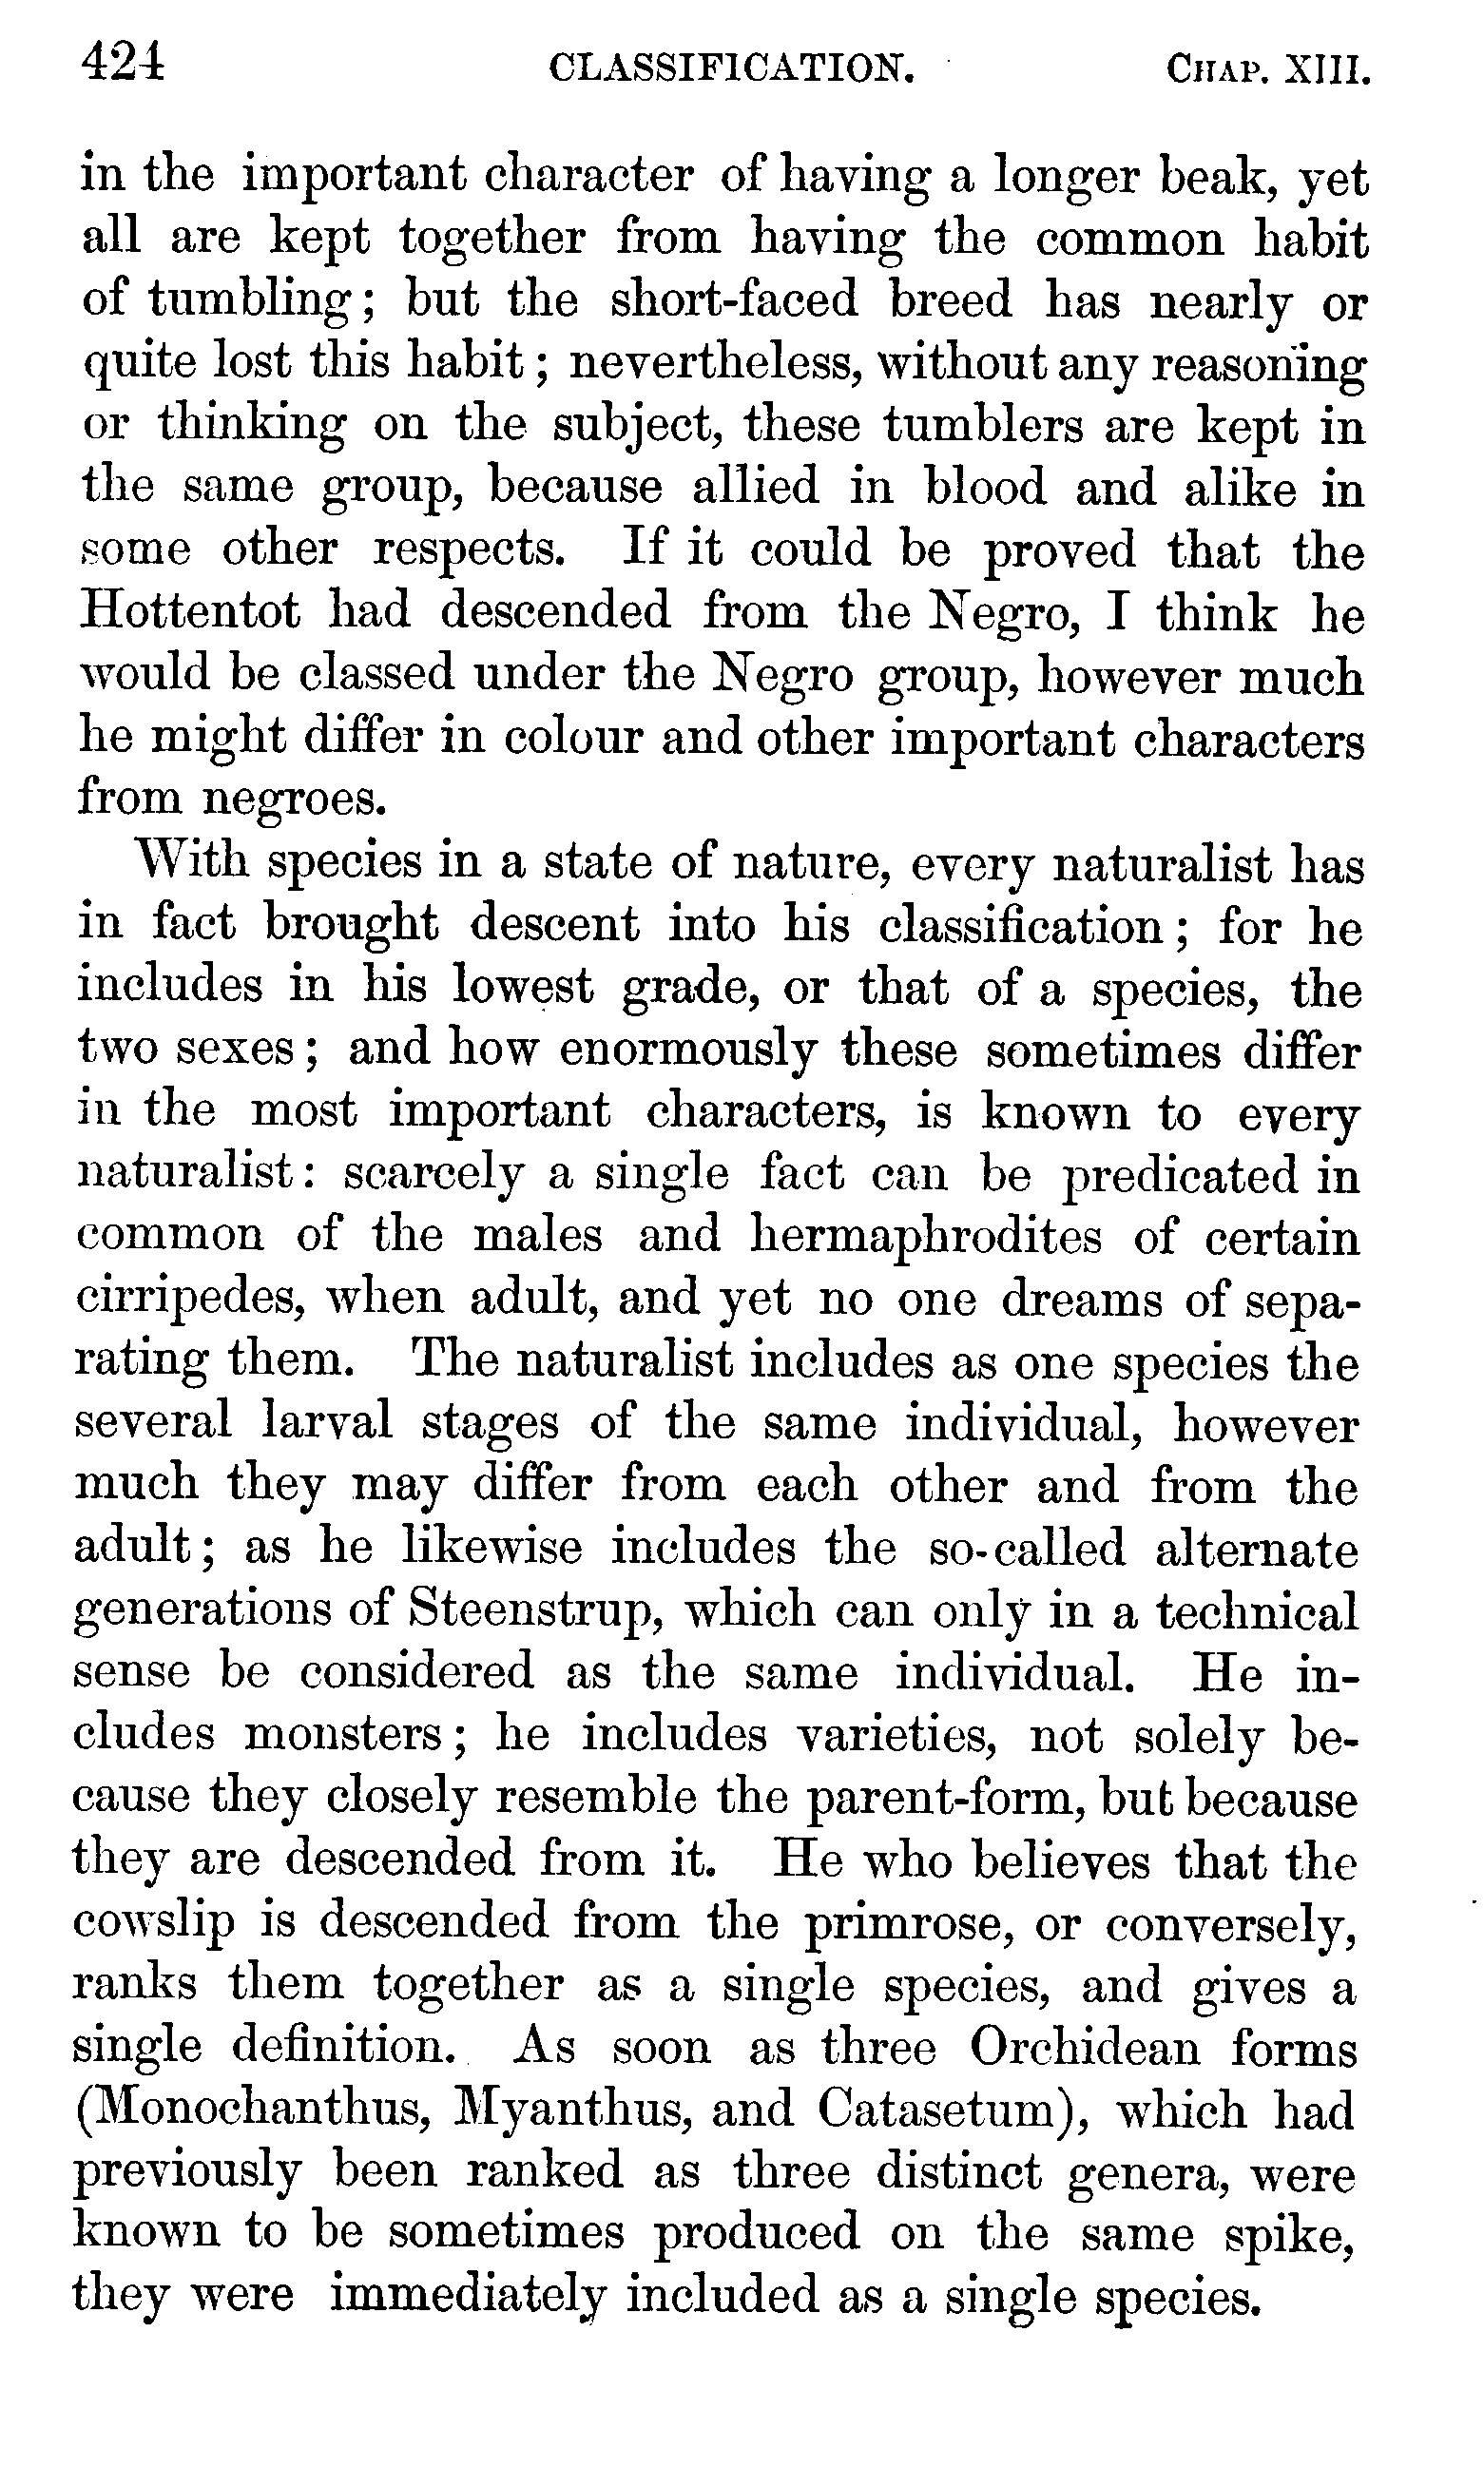 424 CLASSIFICATION. CHAP. XIII.
in the important character of having a longer beak, yet
all are kept together from having the common habit
of tumbling; but the short-faced breed has nearly or
quite lost this habit; nevertheless, without any reasoning
or thinking on the subject, these tumblers are kept in
the same group, because allied in blood and alike in
some other respects. If it could be proved that the
Hottentot had descended from the Negro, I think he
would be classed under the Negro group, however much
he might differ in colour and other important characters
from negroes.
With species in a state of nature, every naturalist has
in fact brought descent into his classification; for he
includes in his lowest grade, or that of a species, the
two sexes; and how enormously these sometimes differ
in the most important characters, is known to every
naturalist: scarcely a single fact can be predicated in
common of the males and hermaphrodites of certain
cirripedes, when adult, and yet no one dreams of sepa-
rating them. The naturalist includes as one species the
several larval stages of the same individual, however
much they may differ from each other and from the
adult; as he likewise includes the so-called alternate
generations of Steenstrup, which can only in a technical
sense be considered as the same individual. He in-
cludes monsters; he includes varieties, not solely be-
cause they closely resemble the parent-form, but because
they are descended from it. He who believes that the
cowslip is descended from the primrose, or conversely,
ranks them together as a single species, and gives a
single definition. As soon as three Orchidean forms
(Monochanthus, Myanthus, and Catasetum), which had
previously been ranked as three distinct genera, were
known to be sometimes produced on the same spike,
they were immediately included as a single species.